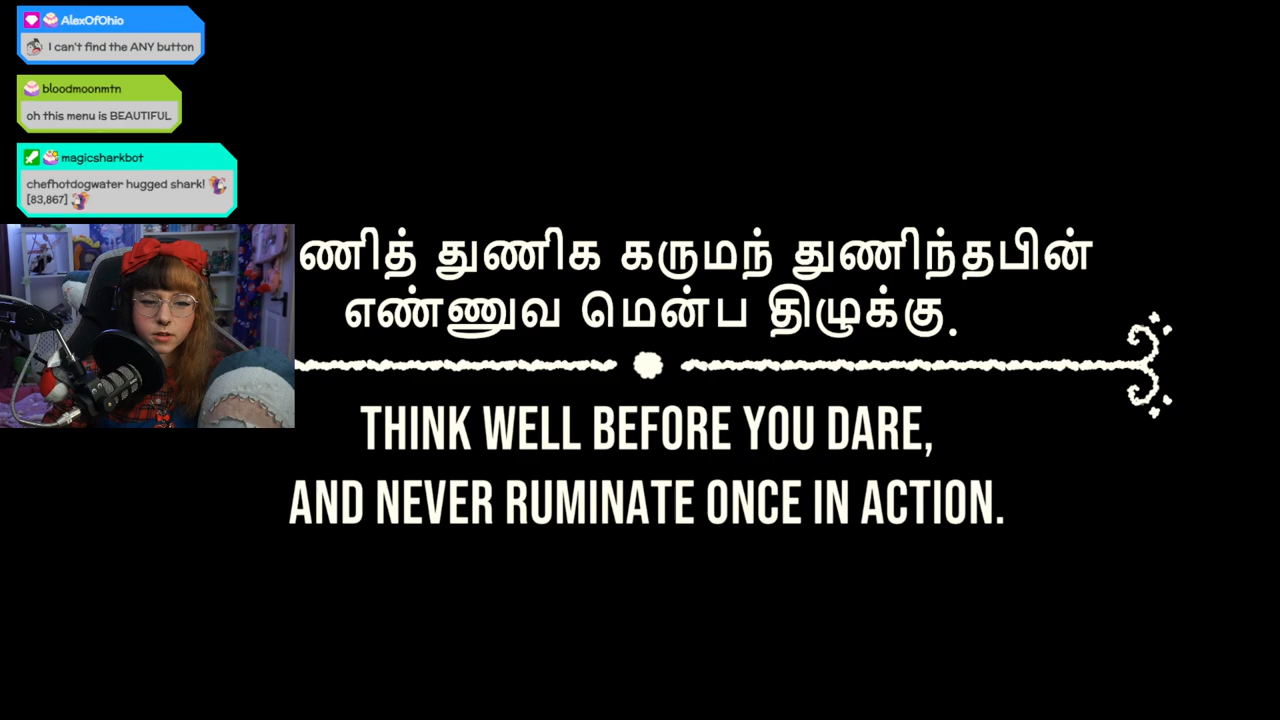 AlexOfOhio
I can't find the ANY button
bloodmoonmtn
oh this menu is BEAUTIFUL
magicsharkbot
chefhotdogwater hugged shark!
[83,867]
துணிக கருமந் துணிந்தபின்
எண்ணுவ மென்ப திழுக்கு.
THINK WELL BEFORE YOU DARE,
AND NEVER RUMINATE ONCE IN ACTION.